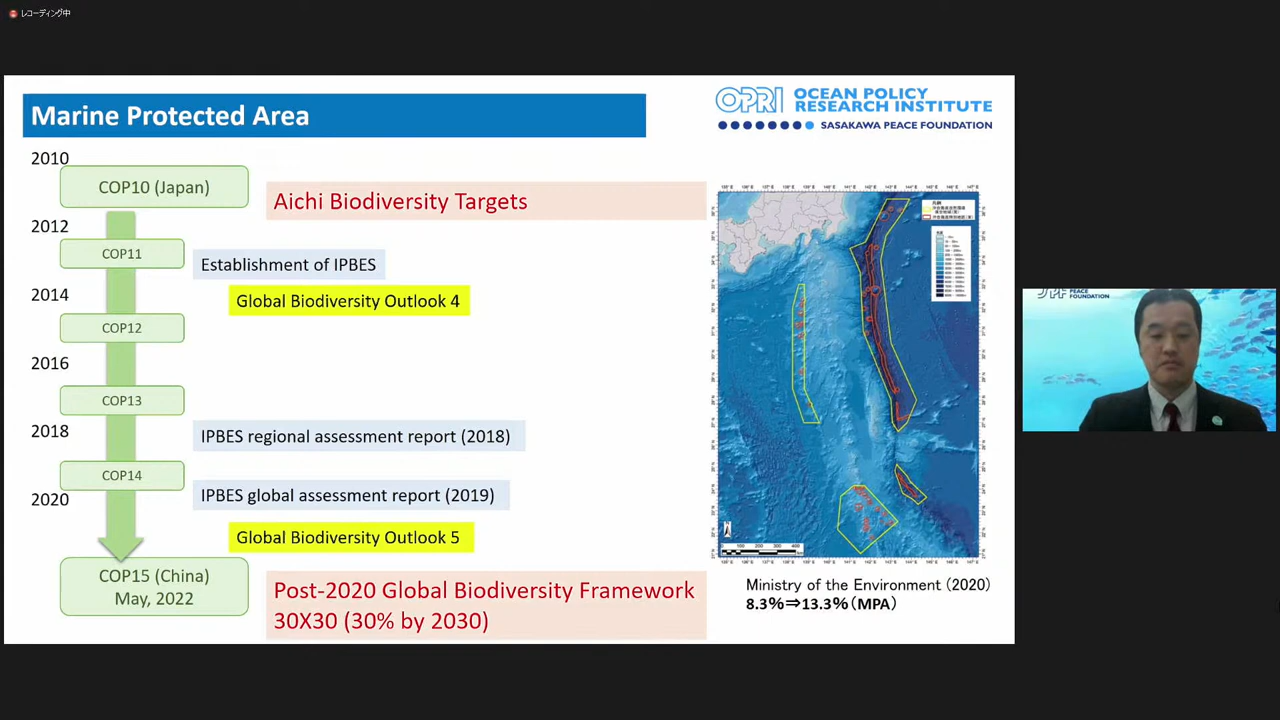 レコーディング中
Marine Protected Area
OPRI OCEAN POLICY
RESEARCH INSTITUTE
SASAKAWA PEACE FOUNDATION
2010
COP10 (Japan)
Aichi Biodiversity Targets
2012
COP11
Establishment of IPBES
2014
Global Biodiversity Outlook 4
COP12
2016
COP13
2018
IPBES regional assessment report (2018)
COP14
IPBES global assessment report (2019)
2020
Global Biodiversity Outlook 5
COP15 (China)
May, 2022
Post-2020 Global Biodiversity Framework
30X30 (30% by 2030)
Ministry of the Environment (2020)
8.3%⇒13.3%(MPA)
PEACE
FOUNDATION